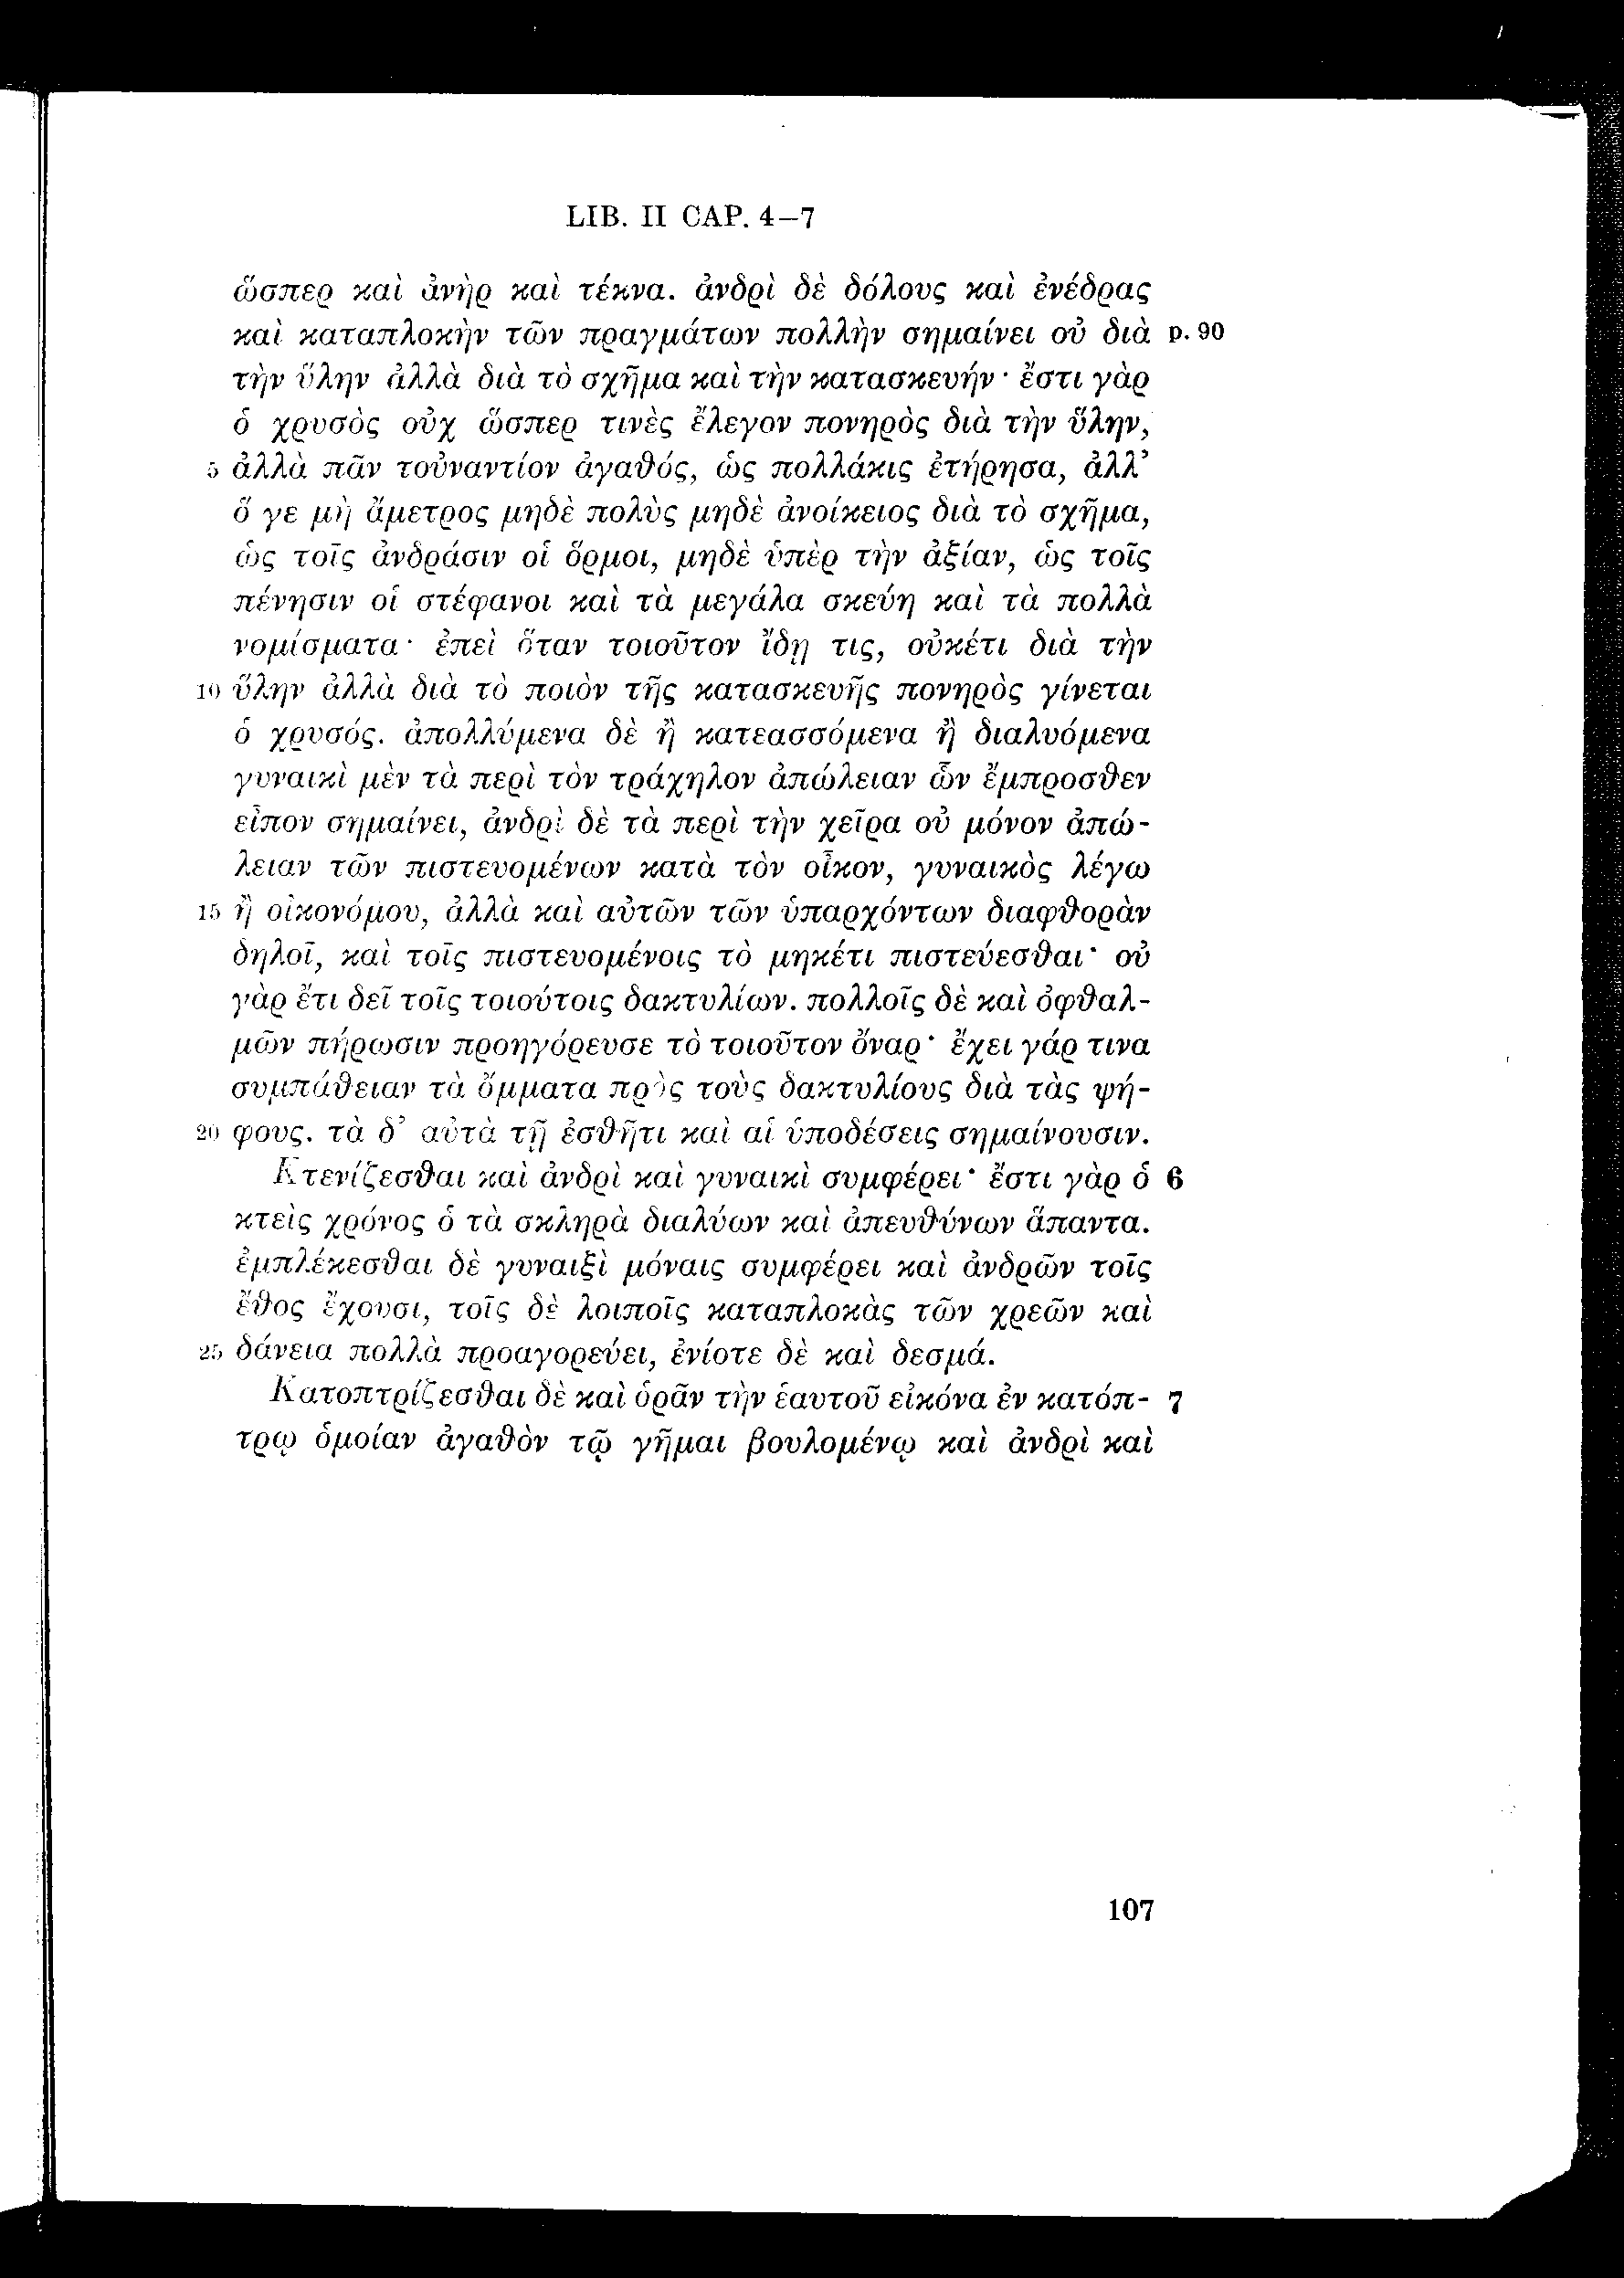 LIB. II CAP. 4–7
ὥσπερ καὶ ἀνὴρ καὶ τέκνα. ἀνδρὶ δὲ δόλους καὶ ἐνέδρας
καὶ καταπλοκὴν τῶν πραγμάτων πολλὴν σημαίνει οὐ διὰ p. 90
τὴν ὕλην ἀλλὰ διὰ τὸ σχῆμα καὶ τὴν κατασκευήν· ἔστι γὰρ
ὁ χρυσὸς οὐχ ὥσπερ τινὲς ἔλεγον πονηρὸς διὰ τὴν ὕλην,
5 ἀλλὰ πᾶν τοὐναντίον ἀγαθός, ὡς πολλάκις ἐτήρησα, ἀλλ’
ὅ γε μὴ ἄμετρος μηδὲ πολὺς μηδὲ ἀνοίκειος διὰ τὸ σχῆμα,
ὡς τοῖς ἀνδράσιν οἱ ὅρμοι, μηδὲ ὑπὲρ τὴν ἀξίαν, ὡς τοῖς
πένησιν οἱ στέφανοι καὶ τὰ μεγάλα σκεύη καὶ τὰ πολλὰ
νομίσματα· ἐπεὶ ὅταν τοιοῦτον ἴδῃ τις, οὐκέτι διὰ τὴν
10 ὕλην ἀλλὰ διὰ τὸ ποιὸν τῆς κατασκευῆς πονηρὸς γίνεται
ὁ χρυσός. ἀπολλύμενα δὲ ἢ κατεασσόμενα ἢ διαλυόμενα
γυναικὶ μὲν τὰ περὶ τὸν τράχηλον ἀπώλειαν ὧν ἔμπροσθεν
εἶπον σημαίνει, ἀνδρὶ δὲ τὰ περὶ τὴν χεῖρα οὐ μόνον ἀπώ-
λειαν τῶν πιστευομένων κατὰ τὸν οἶκον, γυναικὸς λέγω
15 ἢ οἰκονόμου, ἀλλὰ καὶ αὐτῶν τῶν ὑπαρχόντων διαφθορὰν
δηλοῖ, καὶ τοῖς πιστευομένοις τὸ μηκέτι πιστεύεσθαι· οὐ
γὰρ ἔτι δεῖ τοῖς τοιούτοις δακτυλίων. πολλοῖς δὲ καὶ ὀφθαλ-
μῶν πήρωσιν προηγόρευσε τὸ τοιοῦτον ὄναρ· ἔχει γάρ τινα
συμπάθειαν τὰ ὄμματα πρὸς τοὺς δακτυλίους διὰ τὰς ψή-
20 φους. τὰ δ’ αὐτὰ τῇ ἐσθῆτι καὶ αἱ ὑποδέσεις σημαίνουσιν.
Κτενίζεσθαι καὶ ἀνδρὶ καὶ γυναικὶ συμφέρει· ἔστι γὰρ ὁ 6
κτεὶς χρόνος ὁ τὰ σκληρὰ διαλύων καὶ ἀπευθύνων ἅπαντα.
ἐμπλέκεσθαι δὲ γυναιξὶ μόναις συμφέρει καὶ ἀνδρῶν τοῖς
ἔθος ἔχουσι, τοῖς δὲ λοιποῖς καταπλοκὰς τῶν χρεῶν καὶ
25 δάνεια πολλὰ προαγορεύει, ἐνίοτε δὲ καὶ δεσμά.
Κατοπτρίζεσθαι δὲ καὶ ὁρᾶν τὴν ἑαυτοῦ εἰκόνα ἐν κατόπ- 7
τρῳ ὁμοίαν ἀγαθὸν τῷ γῆμαι βουλομένῳ καὶ ἀνδρὶ καὶ
107